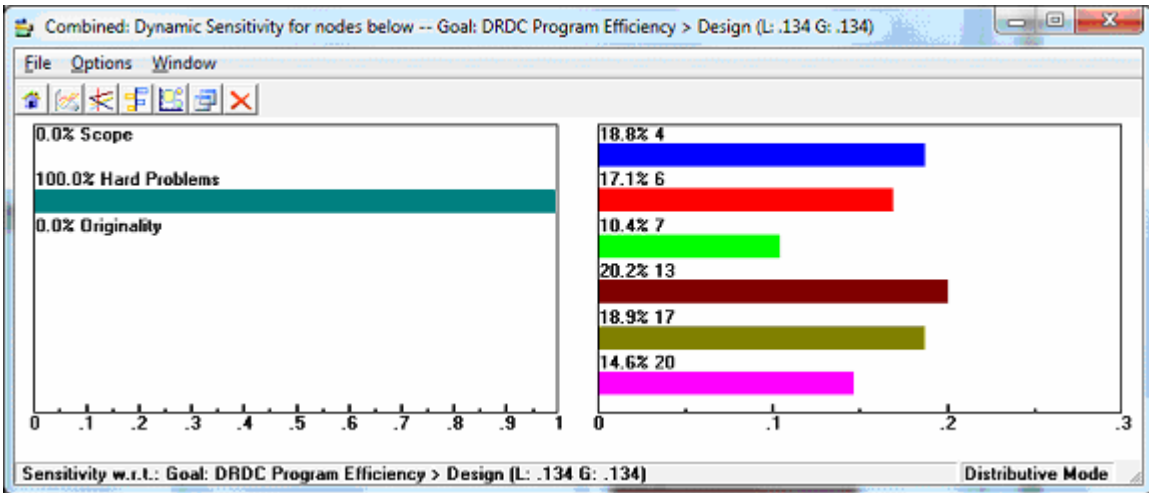 Combined: Dynamic Sensitivity for nodes below -- Goal: DRDC Program Efficiency > Design (L: .134 G: .134)
File Options Window
0.0% Scope
100.0% Hard Problems
0.0% Originality
0 .1 .2 .3 .4 .5 .6 .7 .8 .9 1
18.8% 4
17.1% 6
10.4% 7
20.2% 13
18.9% 17
14.6% 20
0 .1 .2 .3
Sensitivity w.r.t.: Goal: DRDC Program Efficiency > Design (L: .134 G: .134)
Distributive Mode